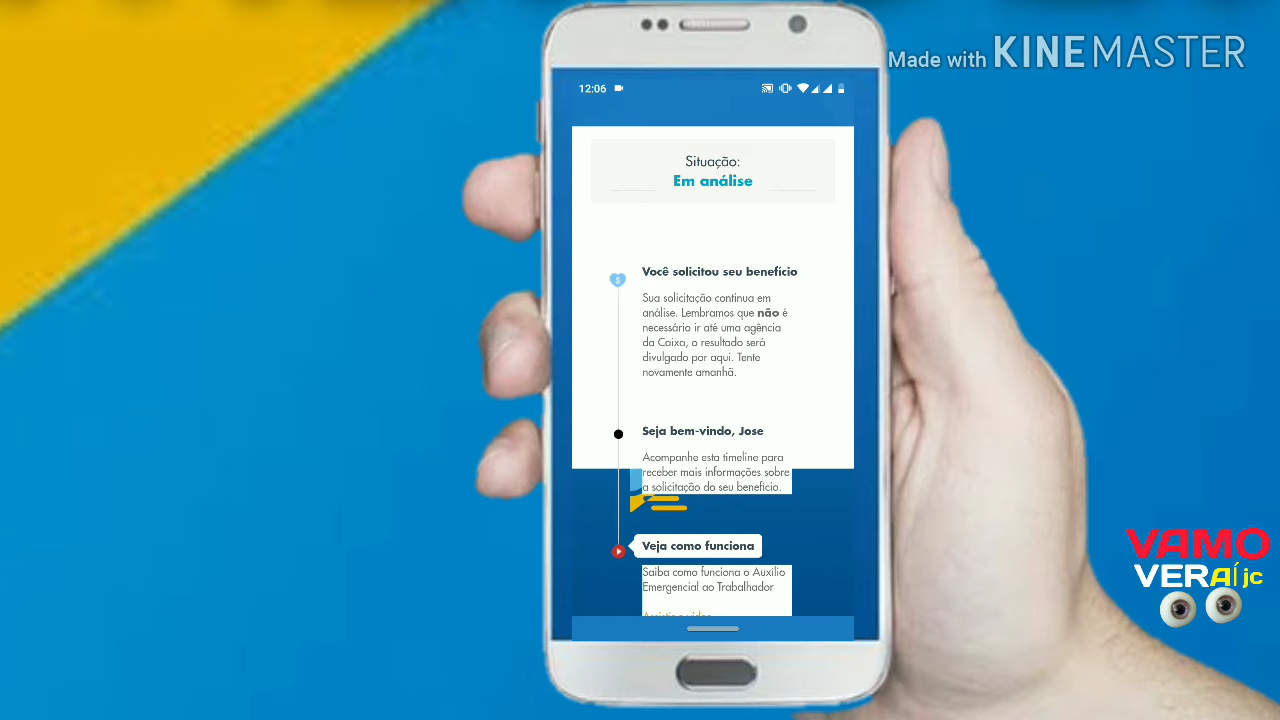 Made with KINEMASTER
12:06
Situação:
Em análise
Você solicitou seu benefício
Sua solicitação continua em
análise. Lembramos que não é
necessário ir até uma agência
da Caixa, o resultado será
divulgado por aqui. Tente
novamente amanhã.
Seja bem-vindo, Jose
Acompanhe esta timeline para
receber mais informações sobre
a solicitação do seu benefício.
Veja como funciona
Saiba como funciona o Auxílio
Emergencial ao Trabalhador
VAMO
VER AÍ jc